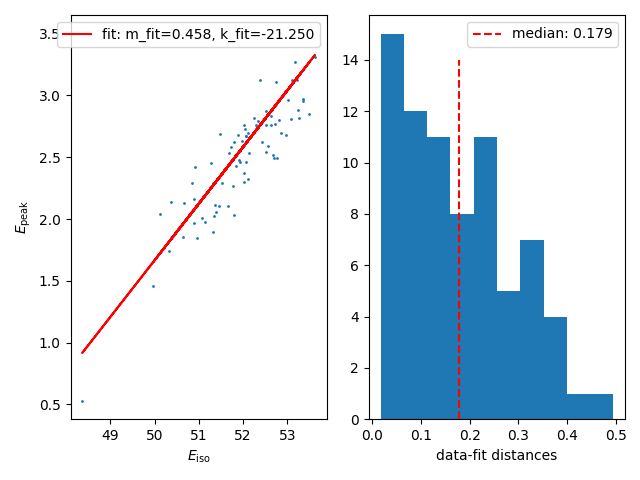 fit: m_fit=0.458, k_fit=-21.250
3.5
3.0
2.5
2.0
1.5
1.0
0.5
E_peak
49 50 51 52 53
E_iso
median: 0.179
14
12
10
8
6
4
2
0
0.0 0.1 0.2 0.3 0.4 0.5
data-fit distances